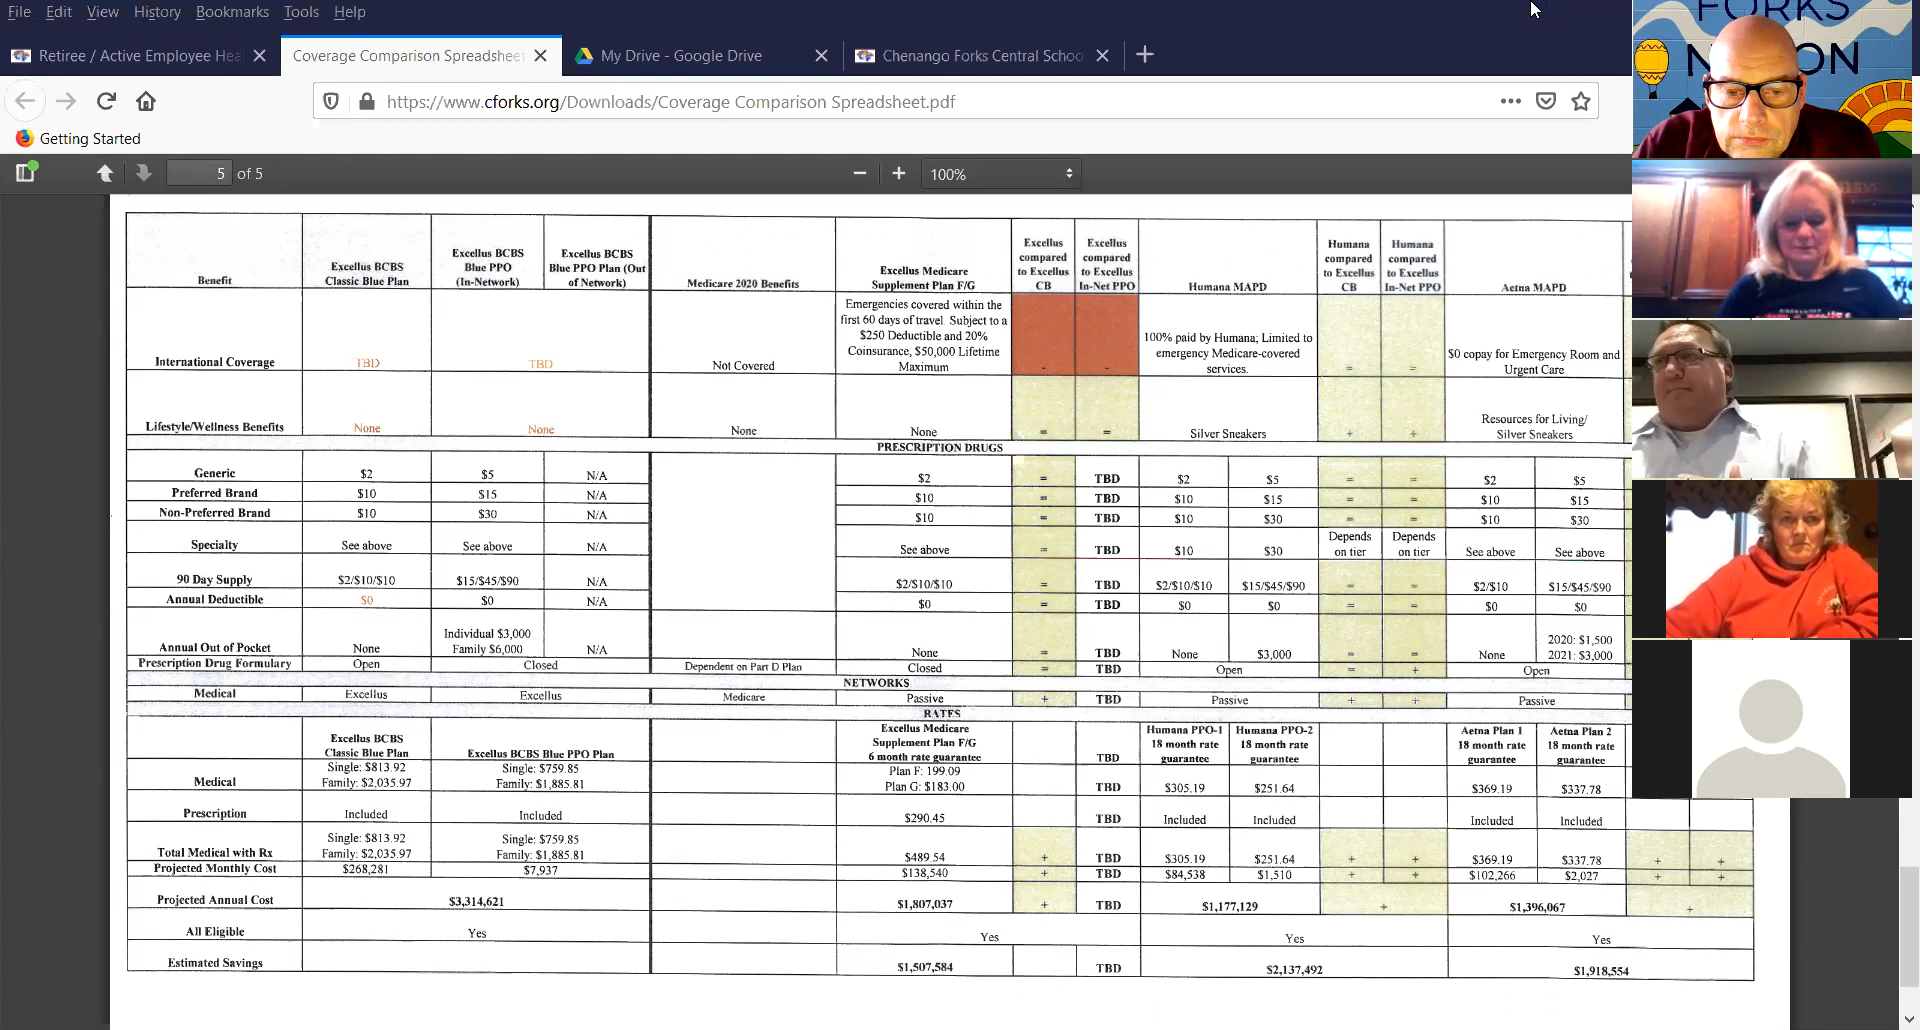 File Edit View History Bookmarks Tools Help
Retiree / Active Employee Hea
Coverage Comparison Spreadsheet
My Drive - Google Drive
Chenango Forks Central Schoo
https://www.cforks.org/Downloads/Coverage Comparison Spreadsheet.pdf
Getting Started
5 of 5
100%
FORKS
Benefit | Excellus BCBS Classic Blue Plan | Excellus BCBS Blue PPO (In-Network) | Excellus BCBS Blue PPO Plan (Out of Network) | Medicare 2020 Benefits | Excellus Medicare Supplement Plan F/G | Excellus compared to Excellus CB | Excellus compared to Excellus In-Net PPO | Humana MAPD | Humana compared to Excellus CB | Humana compared to Excellus In-Net PPO | Aetna MAPD
International Coverage | TBD | TBD | Not Covered | Emergencies covered within the first 60 days of travel. Subject to a $250 Deductible and 20% Coinsurance, $50,000 Lifetime Maximum | - | - | 100% paid by Humana; Limited to emergency Medicare-covered services. | = | = | $0 copay for Emergency Room and Urgent Care
Lifestyle/Wellness Benefits | None | None | None | None | = | = | Silver Sneakers | + | + | Resources for Living/ Silver Sneakers
PRESCRIPTION DRUGS
Generic | $2 | $5 | N/A | $2 | = | TBD | $2 | $5 | = | = | $2 | $5
Preferred Brand | $10 | $15 | N/A | $10 | = | TBD | $10 | $15 | = | = | $10 | $15
Non-Preferred Brand | $10 | $30 | N/A | $10 | = | TBD | $10 | $30 | = | = | $10 | $30
Specialty | See above | See above | N/A | See above | = | TBD | $10 | $30 | Depends on tier | Depends on tier | See above | See above
90 Day Supply | $2/$10/$10 | $15/$45/$90 | N/A | $2/$10/$10 | = | TBD | $2/$10/$10 | $15/$45/$90 | = | = | $2/$10 | $15/$45/$90
Annual Deductible | $0 | $0 | N/A | $0 | = | TBD | $0 | $0 | = | = | $0 | $0
Annual Out of Pocket | None | Individual $3,000 Family $6,000 | N/A | None | = | TBD | None | $3,000 | = | = | None | 2020: $1,500 2021: $3,000
Prescription Drug Formulary | Open | Closed | Dependent on Part D Plan | Closed | = | TBD | Open | = | + | Open
NETWORKS
Medical | Excellus | Excellus | Medicare | Passive | + | TBD | Passive | + | + | Passive
RATES
Excellus BCBS Classic Blue Plan | Excellus BCBS Blue PPO Plan | Excellus Medicare Supplement Plan F/G 6 month rate guarantee | TBD | Humana PPO-1 18 month rate guarantee | Humana PPO-2 18 month rate guarantee | Aetna Plan 1 18 month rate guarantee | Aetna Plan 2 18 month rate guarantee
Medical | Single: $813.92 Family: $2,035.97 | Single: $759.85 Family: $1,885.81 | Plan F: 199.09 Plan G: $183.00 | TBD | $305.19 | $251.64 | $369.19 | $337.78
Prescription | Included | Included | $290.45 | TBD | Included | Included | Included | Included
Total Medical with Rx | Single: $813.92 Family: $2,035.97 | Single: $759.85 Family: $1,885.81 | $489.54 | + | TBD | $305.19 | $251.64 | + | + | $369.19 | $337.78 | + | +
Projected Monthly Cost | $268,281 | $7,937 | $138,540 | + | TBD | $84,538 | $1,510 | + | + | $102,266 | $2,027 | + | +
Projected Annual Cost | $3,314,621 | $1,807,037 | + | TBD | $1,177,129 | + | $1,396,067 | +
All Eligible | Yes | Yes | Yes | Yes
Estimated Savings | $1,507,584 | TBD | $2,137,492 | $1,918,554